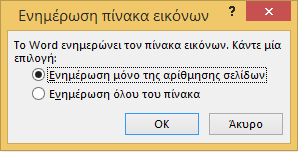 Ενημέρωση πίνακα εικόνων
Το Word ενημερώνει τον πίνακα εικόνων. Κάντε μία
επιλογή:
Ενημέρωση μόνο της αρίθμησης σελίδων
Ενημέρωση όλου του πίνακα
OK
Άκυρο